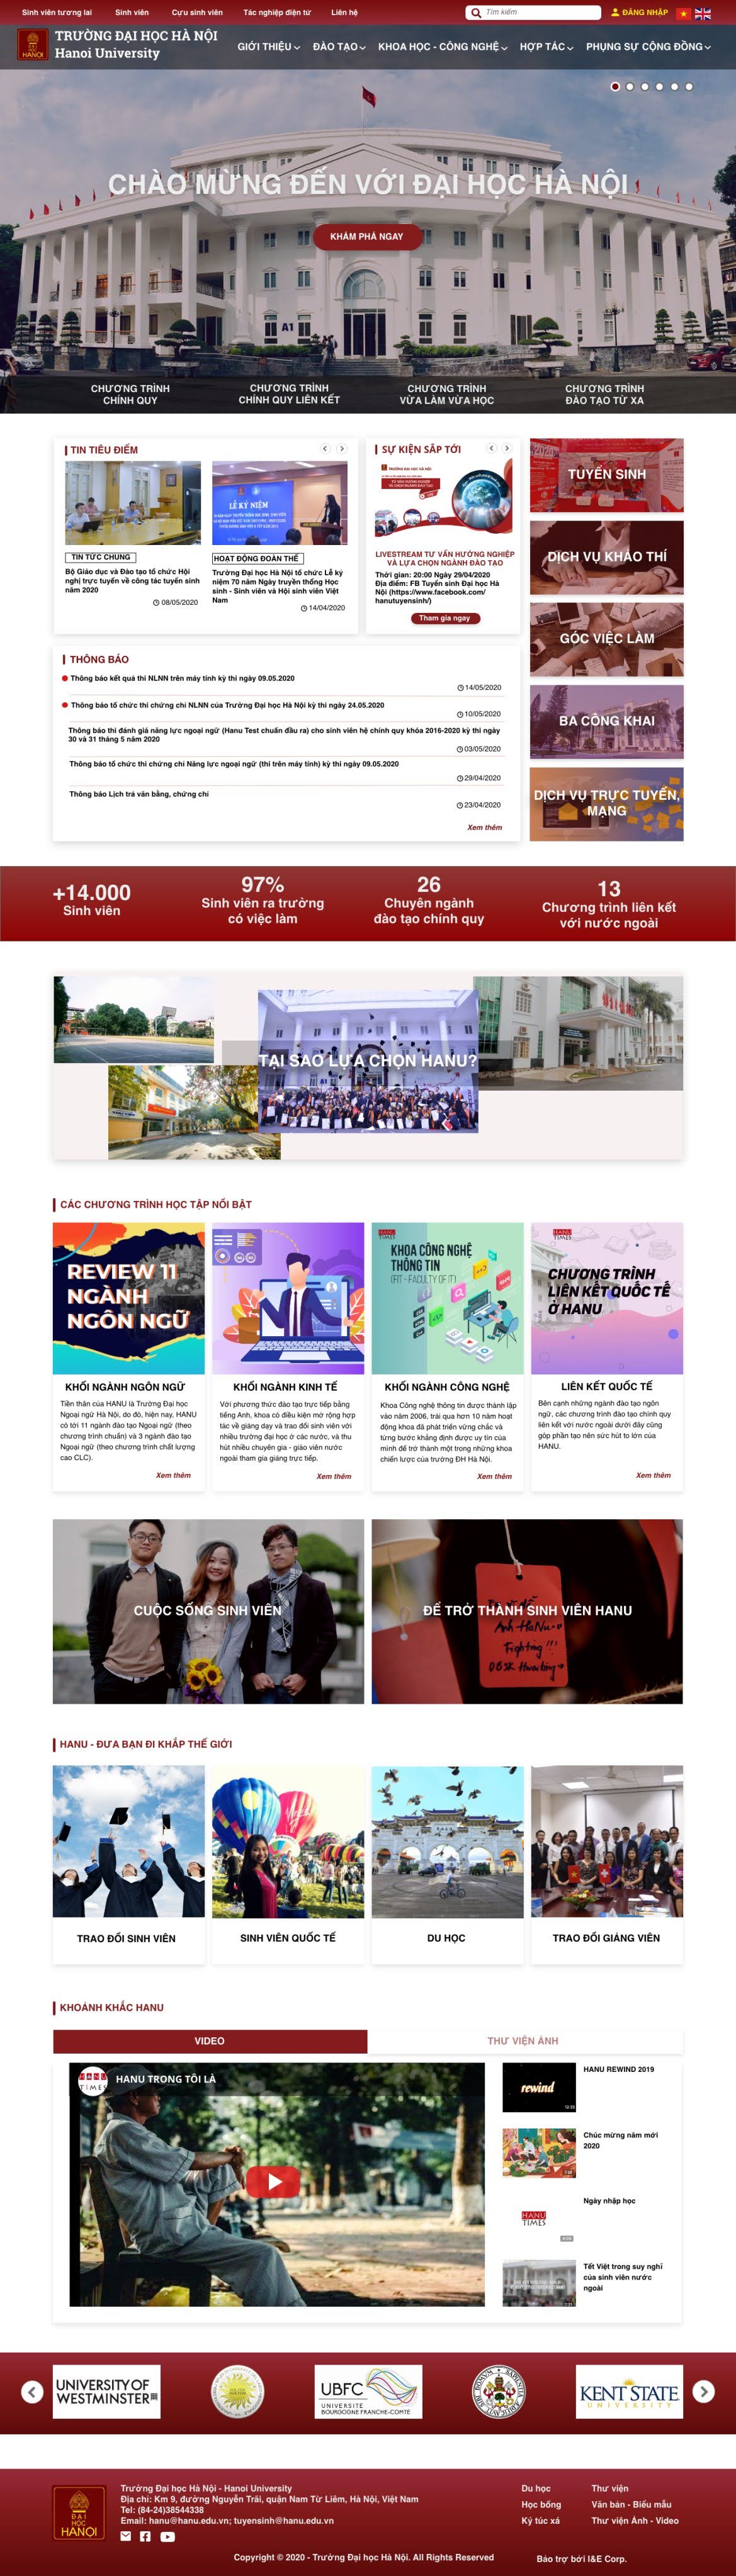 Sinh viên tương lai
Sinh viên
Cựu sinh viên
Tác nghiệp điện tử
Liên hệ
Tìm kiếm
ĐĂNG NHẬP
TRƯỜNG ĐẠI HỌC HÀ NỘI
Hanoi University
GIỚI THIỆU
ĐÀO TẠO
KHOA HỌC - CÔNG NGHỆ
HỢP TÁC
PHỤNG SỰ CỘNG ĐỒNG
CHÀO MỪNG ĐẾN VỚI ĐẠI HỌC HÀ NỘI
KHÁM PHÁ NGAY
A1
CHƯƠNG TRÌNH
CHÍNH QUY
CHƯƠNG TRÌNH
CHÍNH QUY LIÊN KẾT
CHƯƠNG TRÌNH
VỪA LÀM VỪA HỌC
CHƯƠNG TRÌNH
ĐÀO TẠO TỪ XA
TIN TIÊU ĐIỂM
LỄ KỶ NIỆM
TIN TỨC CHUNG
Bộ Giáo dục và Đào tạo tổ chức Hội
nghị trực tuyến về công tác tuyển sinh
năm 2020
08/05/2020
HOẠT ĐỘNG ĐOÀN THỂ
Trường Đại học Hà Nội tổ chức Lễ kỷ
niệm 70 năm Ngày truyền thống Học
sinh - Sinh viên và Hội sinh viên Việt
Nam
14/04/2020
SỰ KIỆN SẮP TỚI
LIVESTREAM TƯ VẤN HƯỚNG NGHIỆP
VÀ LỰA CHỌN NGÀNH ĐÀO TẠO
Thời gian: 20:00 Ngày 29/04/2020
Địa điểm: FB Tuyển sinh Đại học Hà
Nội (https://www.facebook.com/
hanutuyensinh/)
Tham gia ngay
TUYỂN SINH
DỊCH VỤ KHẢO THÍ
GÓC VIỆC LÀM
BA CÔNG KHAI
DỊCH VỤ TRỰC TUYẾN,
MẠNG
THÔNG BÁO
Thông báo kết quả thi NLNN trên máy tính kỳ thi ngày 09.05.2020
14/05/2020
Thông báo tổ chức thi chứng chỉ NLNN của Trường Đại học Hà Nội kỳ thi ngày 24.05.2020
10/05/2020
Thông báo thi đánh giá năng lực ngoại ngữ (Hanu Test chuẩn đầu ra) cho sinh viên hệ chính quy khóa 2016-2020 kỳ thi ngày
30 và 31 tháng 5 năm 2020
03/05/2020
Thông báo tổ chức thi chứng chỉ Năng lực ngoại ngữ (thi trên máy tính) kỳ thi ngày 09.05.2020
29/04/2020
Thông báo Lịch trả văn bằng, chứng chỉ
23/04/2020
Xem thêm
+14.000
Sinh viên
97%
Sinh viên ra trường
có việc làm
26
Chuyên ngành
đào tạo chính quy
13
Chương trình liên kết
với nước ngoài
TẠI SAO LỰA CHỌN HANU?
CÁC CHƯƠNG TRÌNH HỌC TẬP NỔI BẬT
REVIEW 11
NGÀNH
NGÔN NGỮ
HANU
TIMES
KHOA CÔNG NGHỆ
THÔNG TIN
(FIT - FACULTY OF IT)
HANU
TIMES
CHƯƠNG TRÌNH
LIÊN KẾT QUỐC TẾ
Ở HANU
KHỐI NGÀNH NGÔN NGỮ
Tiền thân của HANU là Trường Đại học
Ngoại ngữ Hà Nội, do đó, hiện nay, HANU
có tới 11 ngành đào tạo Ngoại ngữ (theo
chương trình chuẩn) và 3 ngành đào tạo
Ngoại ngữ (theo chương trình chất lượng
cao CLC).
Xem thêm
KHỐI NGÀNH KINH TẾ
Với phương thức đào tạo trực tiếp bằng
tiếng Anh, khoa có điều kiện mở rộng hợp
tác về giảng dạy và trao đổi sinh viên với
nhiều trường đại học ở các nước, và thu
hút nhiều chuyên gia - giáo viên nước
ngoài tham gia giảng trực tiếp.
Xem thêm
KHỐI NGÀNH CÔNG NGHỆ
Khoa Công nghệ thông tin được thành lập
vào năm 2006, trải qua hơn 10 năm hoạt
động khoa đã phát triển vững chắc và
từng bước khẳng định được uy tín của
mình để trở thành một trong những khoa
chiến lược của trường ĐH Hà Nội.
Xem thêm
LIÊN KẾT QUỐC TẾ
Bên cạnh những ngành đào tạo ngôn
ngữ, các chương trình đào tạo chính quy
liên kết với nước ngoài dưới đây cũng
góp phần tạo nên sức hút to lớn của
HANU.
Xem thêm
CUỘC SỐNG SINH VIÊN
ĐỂ TRỞ THÀNH SINH VIÊN HANU
HANU - ĐƯA BẠN ĐI KHẮP THẾ GIỚI
TRAO ĐỔI SINH VIÊN
SINH VIÊN QUỐC TẾ
DU HỌC
TRAO ĐỔI GIẢNG VIÊN
KHOẢNH KHẮC HANU
VIDEO
THƯ VIỆN ẢNH
HANU
TIMES
HANU TRONG TÔI LÀ
rewind
HANU REWIND 2019
Chúc mừng năm mới
2020
HANU
TIMES
Ngày nhập học
Tết Việt trong suy nghĩ
của sinh viên nước
ngoài
UNIVERSITY OF
WESTMINSTER
UBFC
UNIVERSITE
BOURGOGNE FRANCHE-COMTE
KENT STATE
UNIVERSITY
ĐẠI
HỌC
HANOI
Trường Đại học Hà Nội - Hanoi University
Địa chỉ: Km 9, đường Nguyễn Trãi, quận Nam Từ Liêm, Hà Nội, Việt Nam
Tel: (84-24)38544338
Email: hanu@hanu.edu.vn; tuyensinh@hanu.edu.vn
Du học
Học bổng
Ký túc xá
Thư viện
Văn bản - Biểu mẫu
Thư viện Ảnh - Video
Copyright © 2020 - Trường Đại học Hà Nội. All Rights Reserved
Bảo trợ bởi I&E Corp.